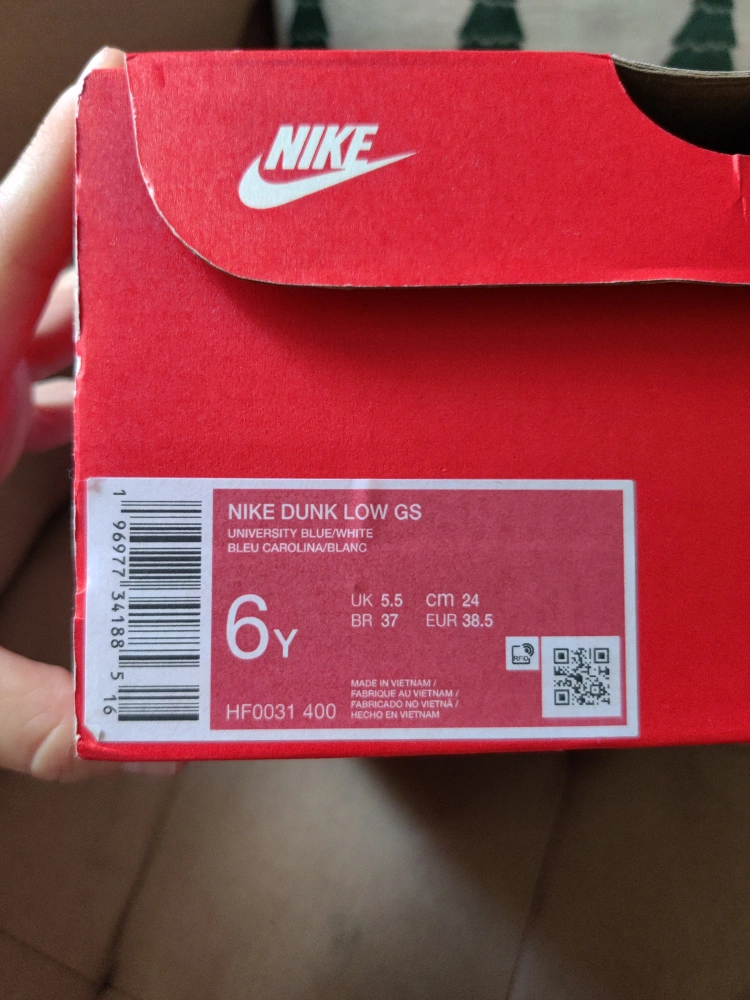 NIKE
NIKE DUNK LOW GS
UNIVERSITY BLUE/WHITE
BLEU CAROLINA/BLANC
6Y
UK 5.5 cm 24
BR 37 EUR 38.5
RFID
MADE IN VIETNAM /
FABRIQUE AU VIETNAM /
FABRICADO NO VIETNÃ /
HECHO EN VIETNAM
HF0031 400
1 96977 34188 5 16